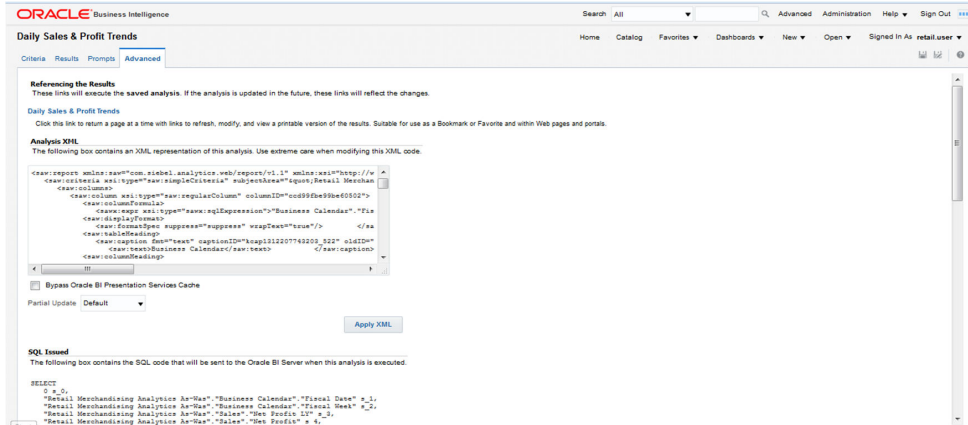 ORACLE Business Intelligence Search All Advanced Administration Help Sign Out
Daily Sales & Profit Trends Home Catalog Favorites Dashboards New Open Signed In As retail.user
Criteria Results Prompts Advanced
Referencing the Results
These links will execute the saved analysis. If the analysis is updated in the future, these links will reflect the changes.
Daily Sales & Profit Trends
Click this link to return a page at a time with links to refresh, modify, and view a printable version of the results. Suitable for use as a Bookmark or Favorite and within Web pages and portals.
Analysis XML
The following box contains an XML representation of this analysis. Use extreme care when modifying this XML code.
<saw:report xmlns:saw="com.siebel.analytics.web/report/v1.1" xmlns:xsi="http://w
<saw:criteria xsi:type="saw:simpleCriteria" subjectArea="&quot;Retail Merchan
<saw:columns>
<saw:column xsi:type="saw:regularColumn" columnID="ccd99fbe99be60502">
<saw:columnFormula>
<sawx:expr xsi:type="sawx:sqlExpression">"Business Calendar"."Fis
<saw:displayFormat>
<saw:formatSpec suppress="suppress" wrapText="true"/> </sa
<saw:tableHeading>
<saw:caption fmt="text" captionID="kcap1312207743203_522" oldID="
<saw:text>Business Calendar</saw:text> </saw:caption>
<saw:columnHeading>
Bypass Oracle BI Presentation Services Cache
Partial Update Default
Apply XML
SQL Issued
The following box contains the SQL code that will be sent to the Oracle BI Server when this analysis is executed.
SELECT
0 s_0,
"Retail Merchandising Analytics As-Was"."Business Calendar"."Fiscal Date" s_1,
"Retail Merchandising Analytics As-Was"."Business Calendar"."Fiscal Week" s_2,
"Retail Merchandising Analytics As-Was"."Sales"."Net Profit LY" s_3,
"Retail Merchandising Analytics As-Was"."Sales"."Net Profit" s_4,